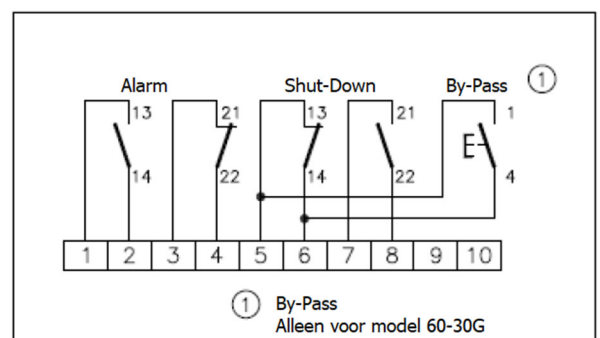 Alarm Shut-Down By-Pass 1
13 21 13 21 1
14 22 14 22 4
1 2 3 4 5 6 7 8 9 10
1 By-Pass
Alleen voor model 60-30G